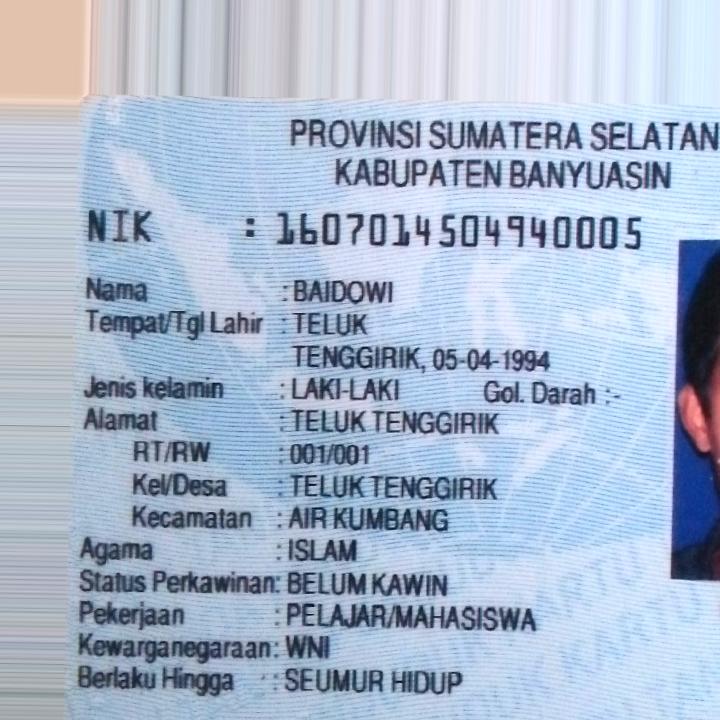 PROVINSI SUMATERA SELATAN
KABUPATEN BANYUASIN
NIK : 1607014504940005
Nama : BAIDOWI
Tempat/Tgl Lahir : TELUK
TENGGIRIK, 05-04-1994
Jenis kelamin : LAKI-LAKI Gol. Darah :-
Alamat : TELUK TENGGIRIK
RT/RW : 001/001
Kel/Desa : TELUK TENGGIRIK
Kecamatan : AIR KUMBANG
Agama : ISLAM
Status Perkawinan: BELUM KAWIN
Pekerjaan : PELAJAR/MAHASISWA
Kewarganegaraan: WNI
Berlaku Hingga : SEUMUR HIDUP